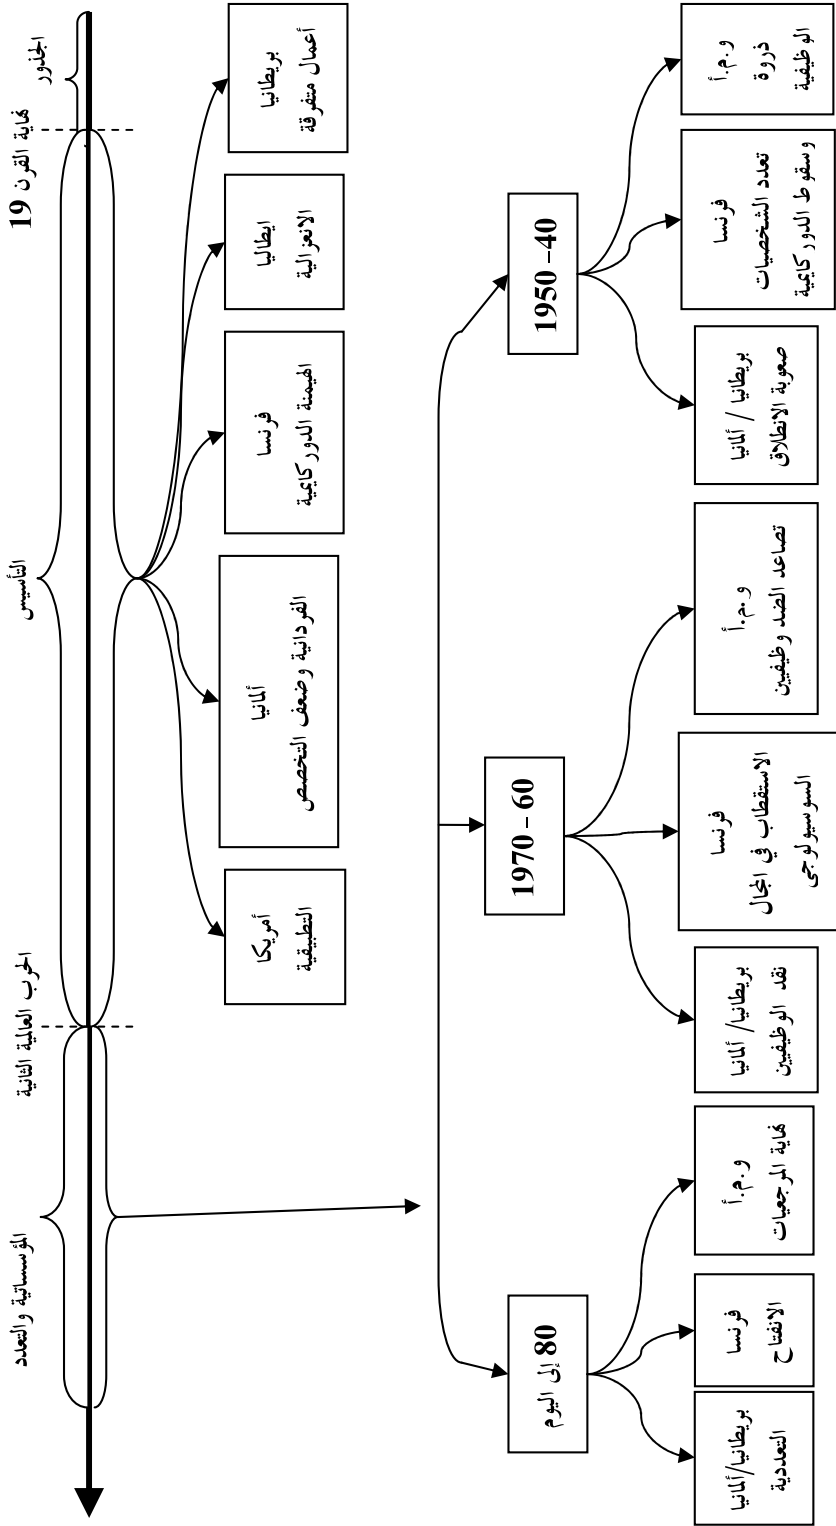 الجذور
نهاية القرن 19
التأسيس
الحرب العالمية الثانية
المؤسساتية والتعدد
بريطانيا
أعمال متفرقة
ايطاليا
الانعزالية
فرنسا
الهيمنة الدوركايمية
ألمانيا
الفردانية وضعف التخصص
أمريكا
التطبيقية
1950 -40
و.م.أ
ذروة
الوظيفية
فرنسا
تعدد الشخصيات
وسقوط الدوركايمية
بريطانيا / ألمانيا
صعوبة الانطلاق
1970 - 60
و.م.أ
تصاعد الضد وظيفيين
فرنسا
الاستقطاب في المجال
السوسيولوجي
بريطانيا/ ألمانيا
نقد الوظيفيين
80 إلى اليوم
و.م.أ
نهاية المرجعيات
فرنسا
الانفتاح
بريطانيا/ألمانيا
التعددية